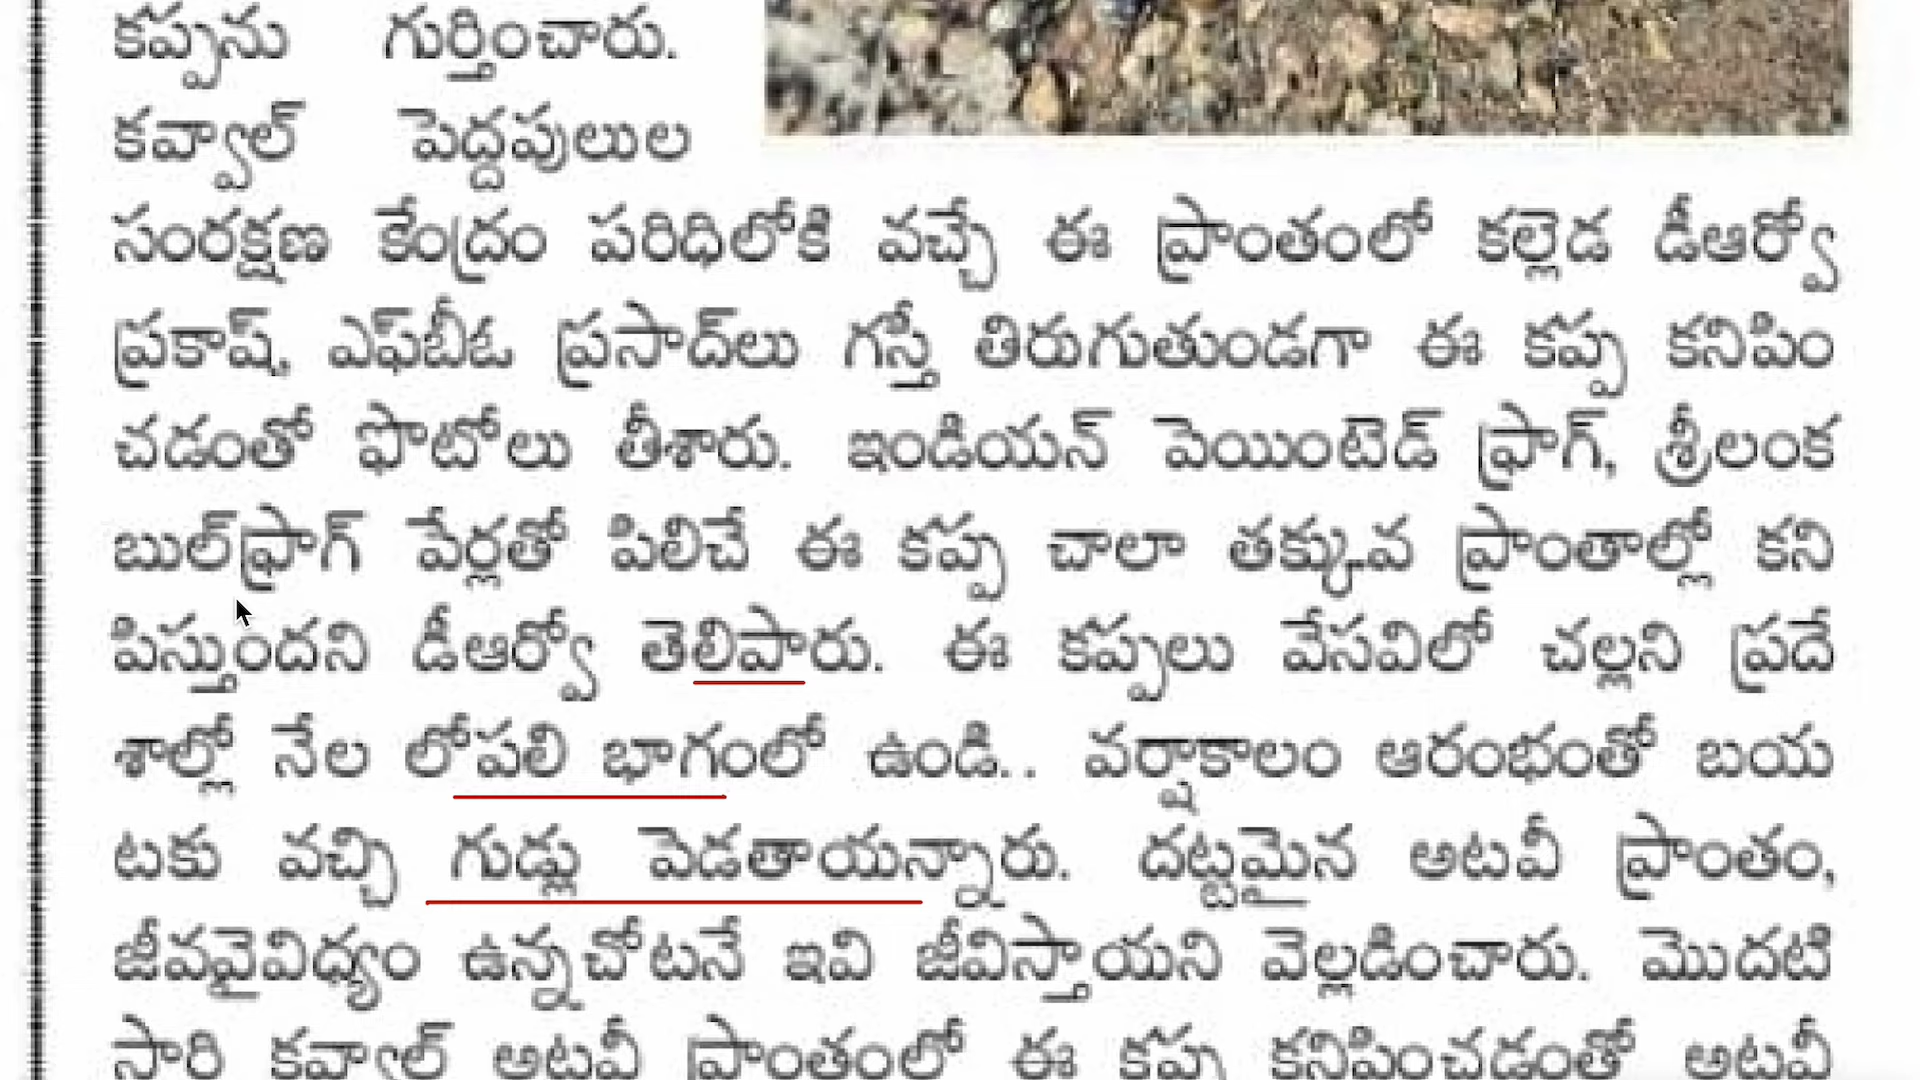 కప్పను గుర్తించారు.
కవ్వాల్ పెద్దపులుల
సంరక్షణ కేంద్రం పరిధిలోకి వచ్చే ఈ ప్రాంతంలో కల్లెడ డీఆర్వో
ప్రకాష్, ఎఫ్‌బీఓ ప్రసాద్‌లు గస్తీ తిరుగుతుండగా ఈ కప్ప కనిపిం
చడంతో ఫొటోలు తీశారు. ఇండియన్ పెయింటెడ్ ఫ్రాగ్, శ్రీలంక
బుల్‌ఫ్రాగ్ పేర్లతో పిలిచే ఈ కప్ప చాలా తక్కువ ప్రాంతాల్లో కని
పిస్తుందని డీఆర్వో తెలిపారు. ఈ కప్పలు వేసవిలో చల్లని ప్రదే
శాల్లో నేల లోపలి భాగంలో ఉండి.. వర్షాకాలం ఆరంభంతో బయ
టకు వచ్చి గుడ్లు పెడతాయన్నారు. దట్టమైన అటవీ ప్రాంతం,
జీవవైవిధ్యం ఉన్నచోటనే ఇవి జీవిస్తాయని వెల్లడించారు. మొదటి
సారి కవ్వాల్ అటవీ ప్రాంతంలో ఈ కప్ప కనిపించడంతో అటవీ